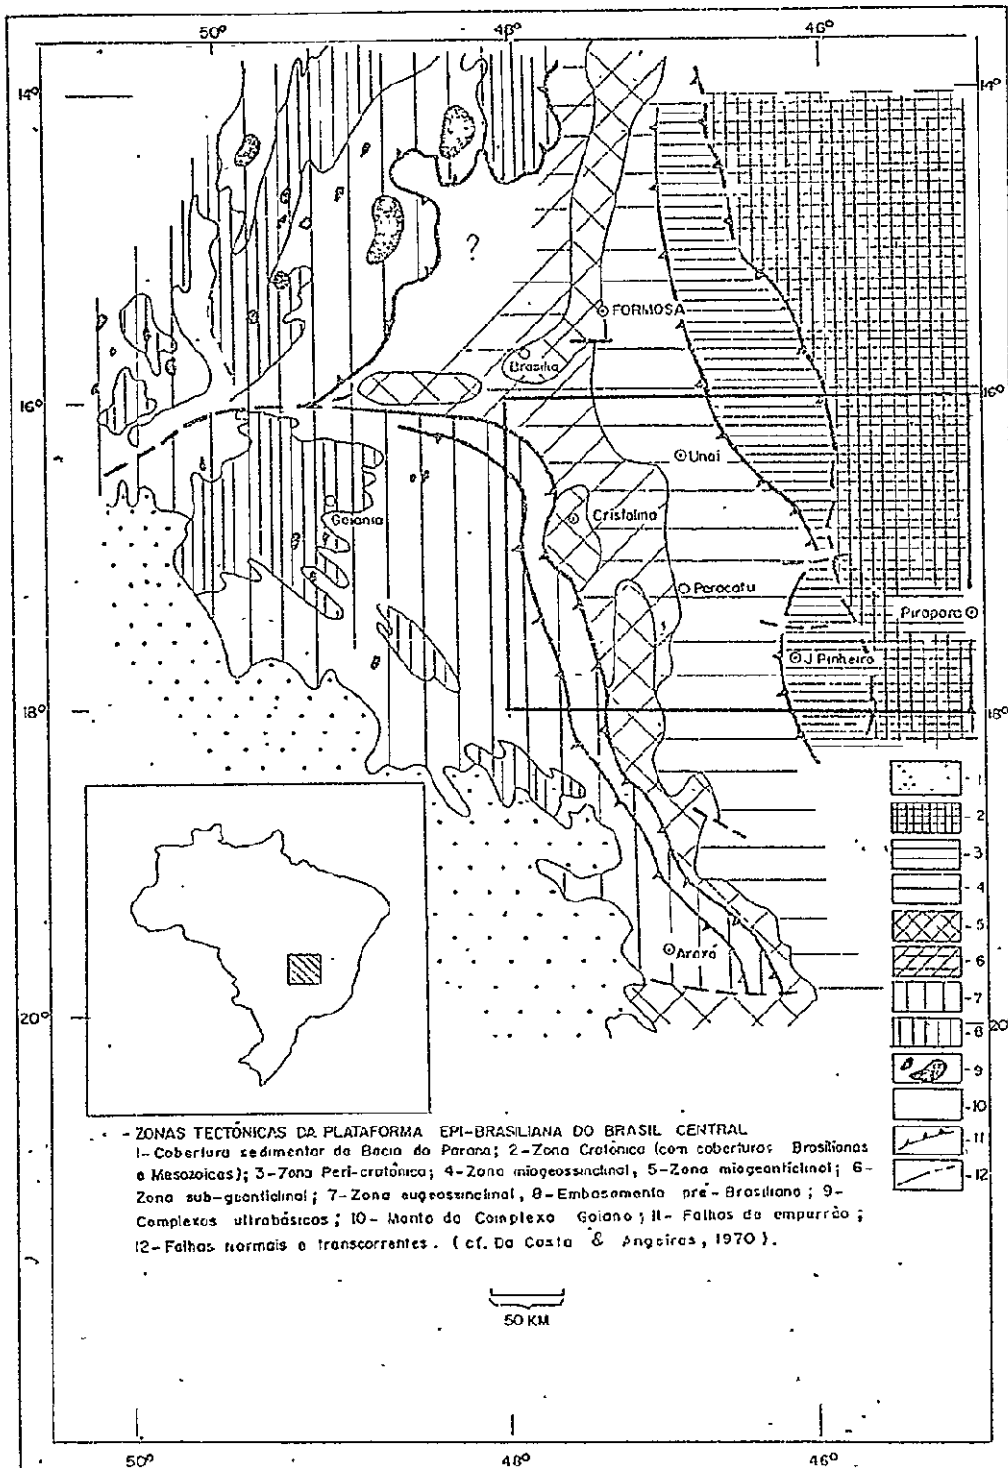 50° 48° 46°
14° 14°
?
FORMOSA
Brasília
16° 16°
Unai
Goiania
Cristalina
Paracatu
Pirapora
J. Pinheiro
18° 18°
- 1
- 2
- 3
- 4
- 5
- 6
- 7
- 8
- 9
- 10
- 11
- 12
Araxá
20° 20
- ZONAS TECTÔNICAS DA PLATAFORMA EPI-BRASILIANA DO BRASIL CENTRAL
1- Cobertura sedimentar da Bacia do Parana; 2-Zona Cratônica (com coberturas Brasilianas
e Mesozoicas); 3-Zona Peri-cratônica; 4-Zona miogeossinclinal, 5-Zona miogeanticlinal; 6-
Zona sub-geanticlinal; 7-Zona eugeossinclinal, 8-Embasamento pré-Brasiliano; 9-
Complexos ultrabásicos; 10- Manto do Complexo Goiano; 11- Falhas de empurrão;
12-Falhas normais e transcorrentes. (cf. Da Costa & Angeiras, 1970).
50 KM
50° 48° 46°